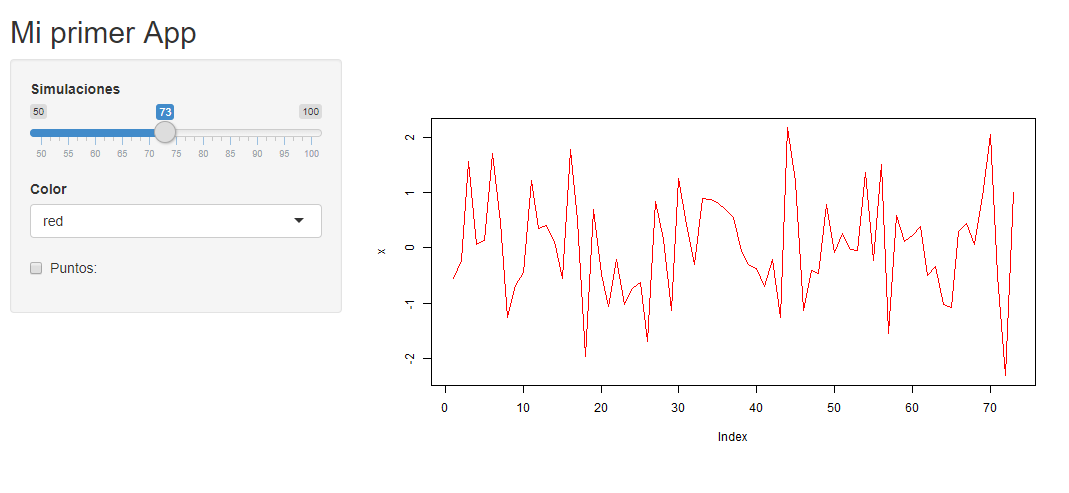 Mi primer App
Simulaciones
50 73 100
50 55 60 65 70 75 80 85 90 95 100
Color
red
Puntos:
2
1
0
-1
-2
x
0 10 20 30 40 50 60 70
Index